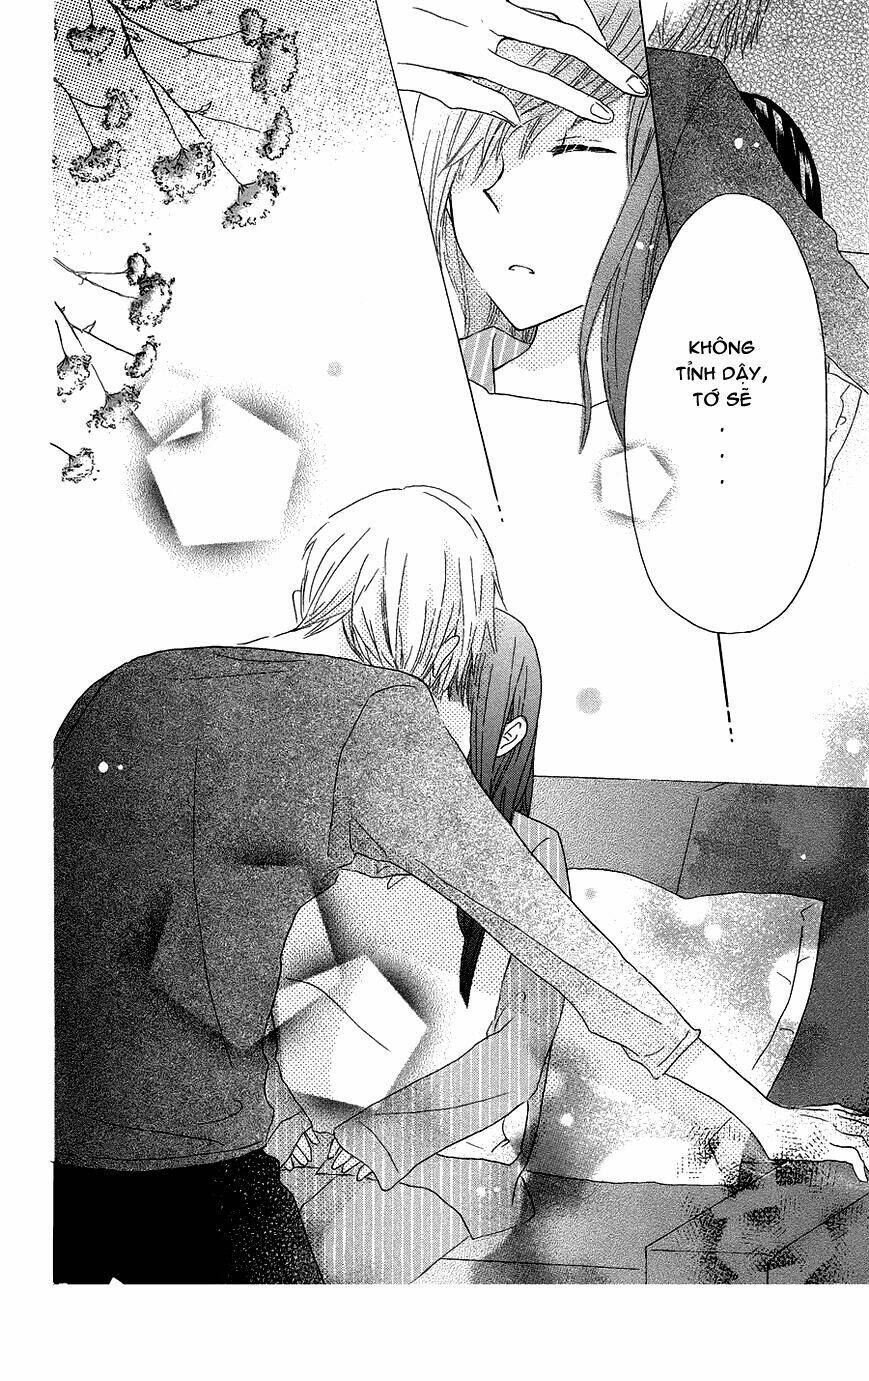 KHÔNG
TỈNH DẬY,
TỚ SẼ
.
.
.